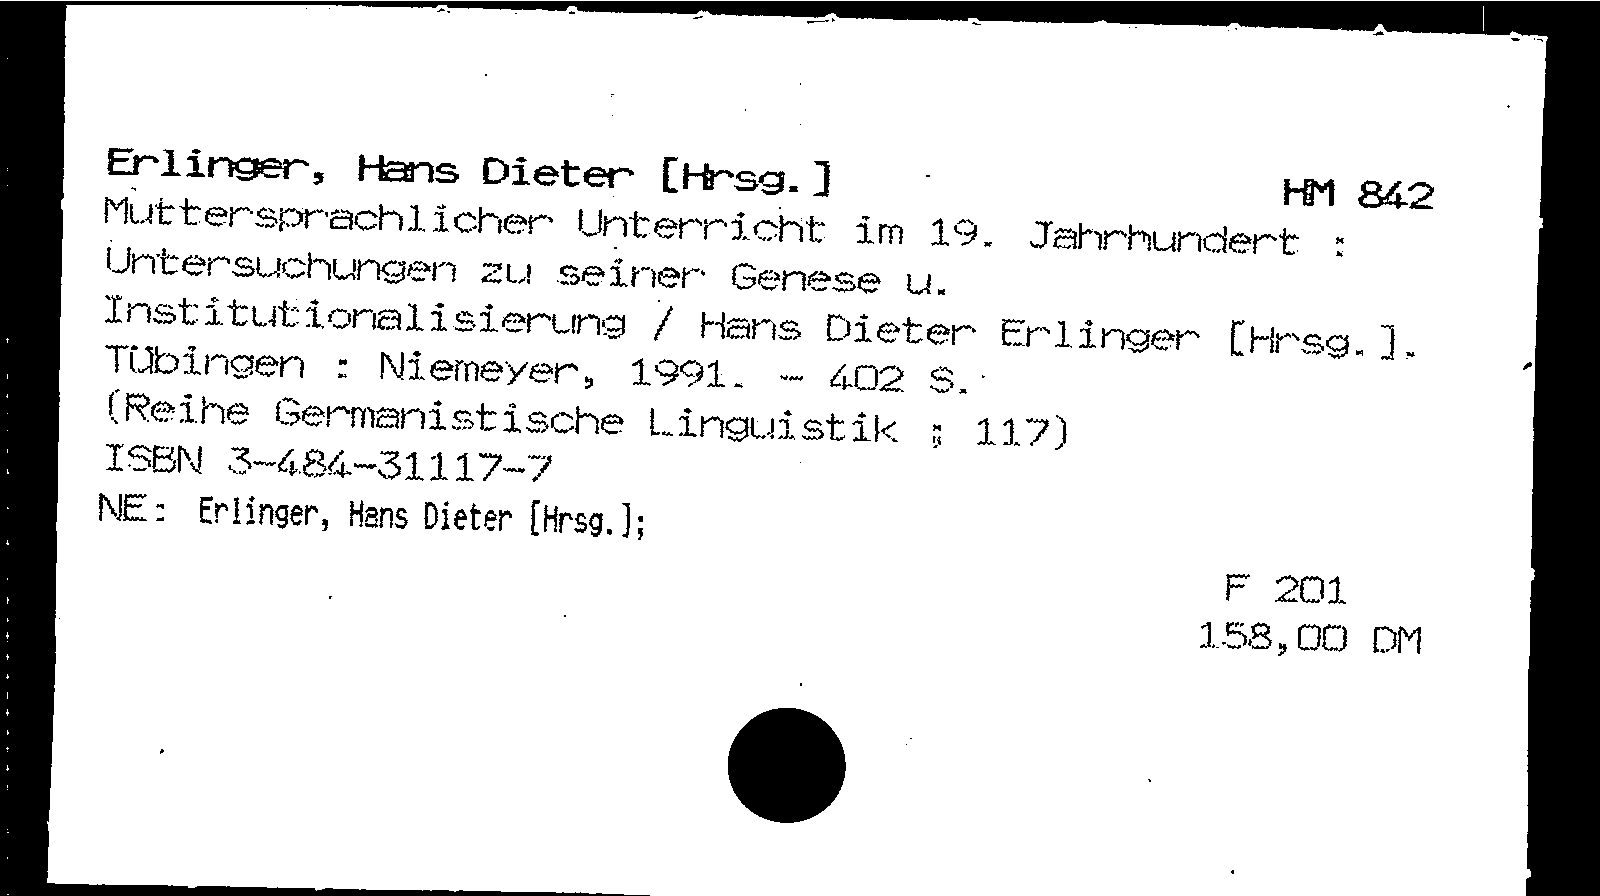 Erlinger, Hans Dieter [Hrsg.]
HM 842
Muttersprachlicher Unterricht im 19. Jahrhundert :
Untersuchungen zu seiner Genese u.
Institutionalisierung / Hans Dieter Erlinger [Hrsg.].
Tübingen : Niemeyer, 1991. - 402 S.
(Reihe Germanistische Linguistik ; 117)
ISBN 3-484-31117-7
NE: Erlinger, Hans Dieter [Hrsg.];
F 201
158,00 DM